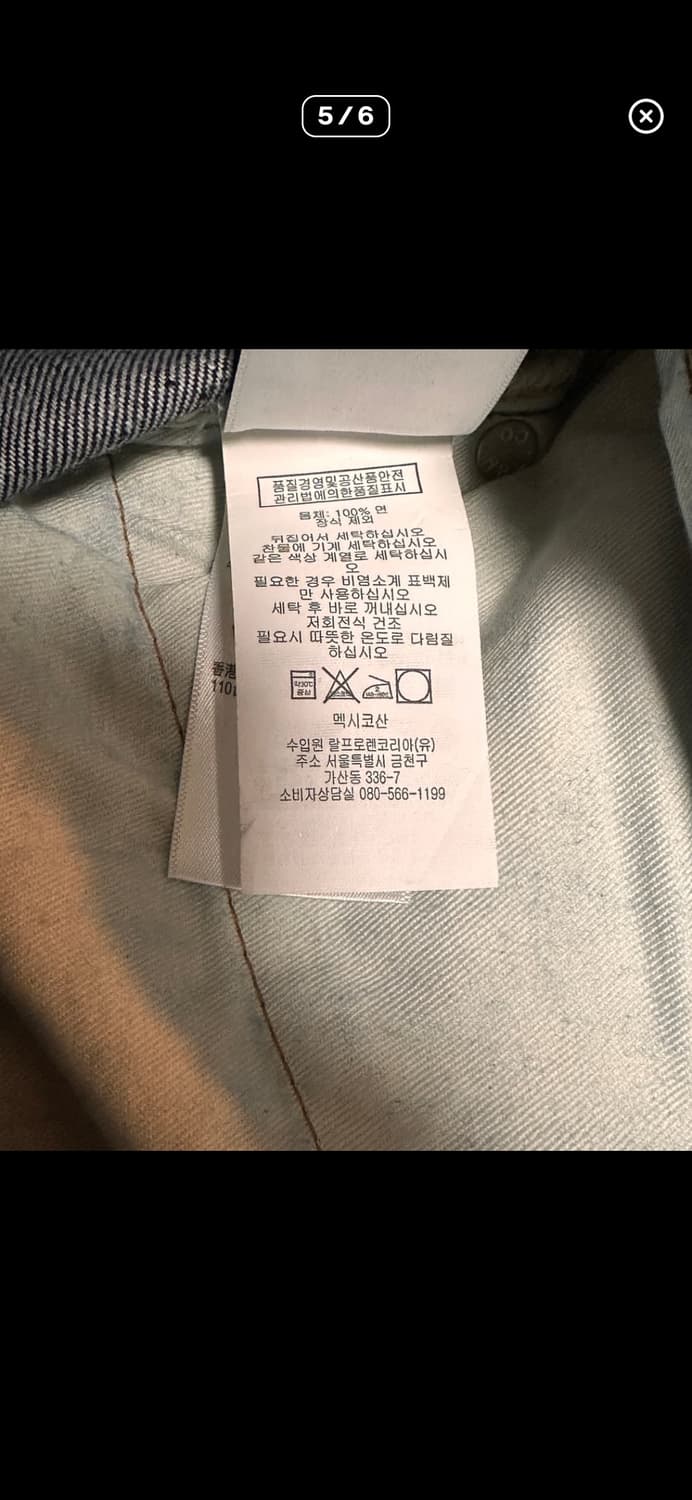 5/6
품질경영및공산품안전
관리법에의한품질표시
몸체: 100% 면
장식 제외
뒤집어서 세탁하십시오
찬물에 기계 세탁하십시오
같은 색상 계열로 세탁하십시
오
필요한 경우 비염소계 표백제
만 사용하십시오
세탁 후 바로 꺼내십시오
저회전식 건조
필요시 따뜻한 온도로 다림질
하십시오
약30℃
중성
멕시코산
수입원 랄프로렌코리아(유)
주소 서울특별시 금천구
가산동 336-7
소비자상담실 080-566-1199
香港
110